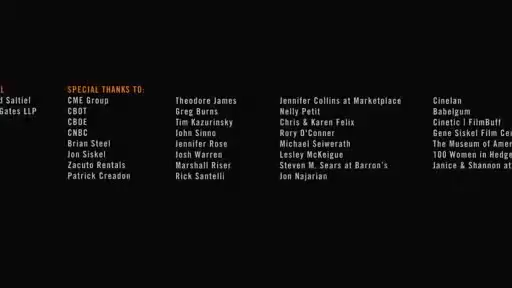 L
d Saltiel
Gates LLP
SPECIAL THANKS TO:
CME Group
CBOT
CBOE
CNBC
Brian Steel
Jon Siskel
Zacuto Rentals
Patrick Creadon
Theodore James
Greg Burns
Tim Kazurinsky
John Sinno
Jennifer Rose
Josh Warren
Marshall Riser
Rick Santelli
Jennifer Collins at Marketplace
Nelly Petit
Chris & Karen Felix
Rory O'Conner
Michael Seiwerath
Lesley McKeigue
Steven M. Sears at Barron's
Jon Najarian
Cinelan
Babelgum
Cinetic | FilmBuff
Gene Siskel Film Cen
The Museum of Amer
100 Women in Hedge
Janice & Shannon at